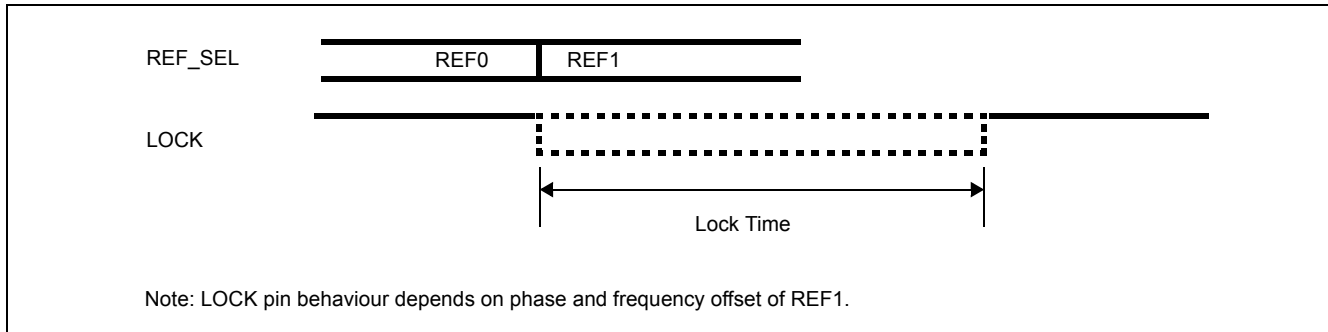 REF_SEL
REF0
REF1
LOCK
Lock Time
Note: LOCK pin behaviour depends on phase and frequency offset of REF1.